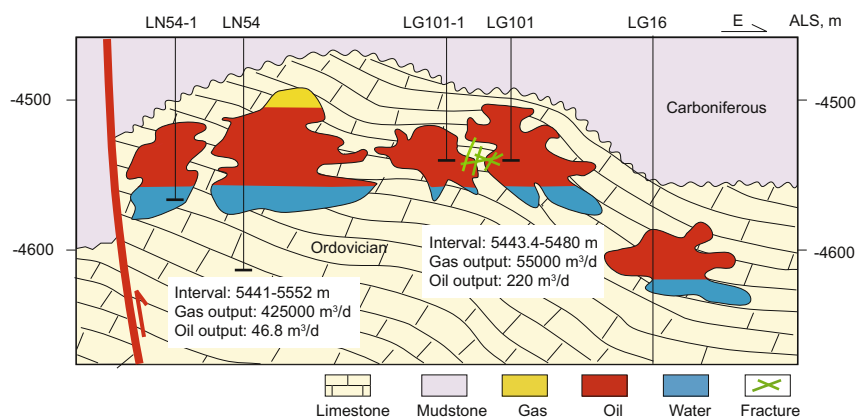 LN54-1 LN54 LG101-1 LG101 LG16 E ALS, m
-4500 -4500
Carboniferous
Ordovician
-4600 -4600
Interval: 5443.4-5480 m
Gas output: 55000 m³/d
Oil output: 220 m³/d
Interval: 5441-5552 m
Gas output: 425000 m³/d
Oil output: 46.8 m³/d
Limestone Mudstone Gas Oil Water Fracture